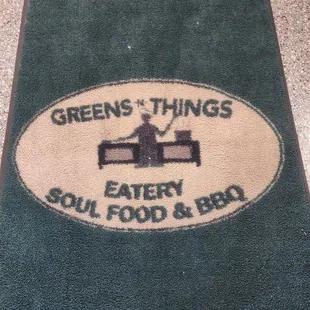 GREENS 'N' THINGS
EATERY
SOUL FOOD & BBQ